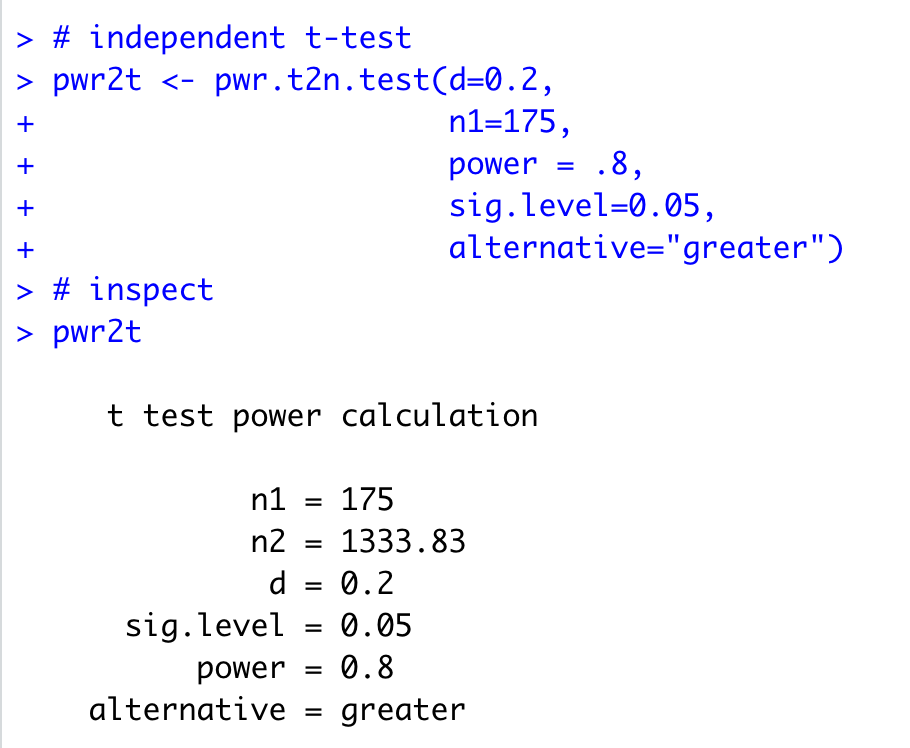 > # independent t-test
> pwr2t <- pwr.t2n.test(d=0.2,
+                       n1=175,
+                       power = .8,
+                       sig.level=0.05,
+                       alternative="greater")
> # inspect
> pwr2t
     t test power calculation
             n1 = 175
             n2 = 1333.83
              d = 0.2
      sig.level = 0.05
          power = 0.8
    alternative = greater